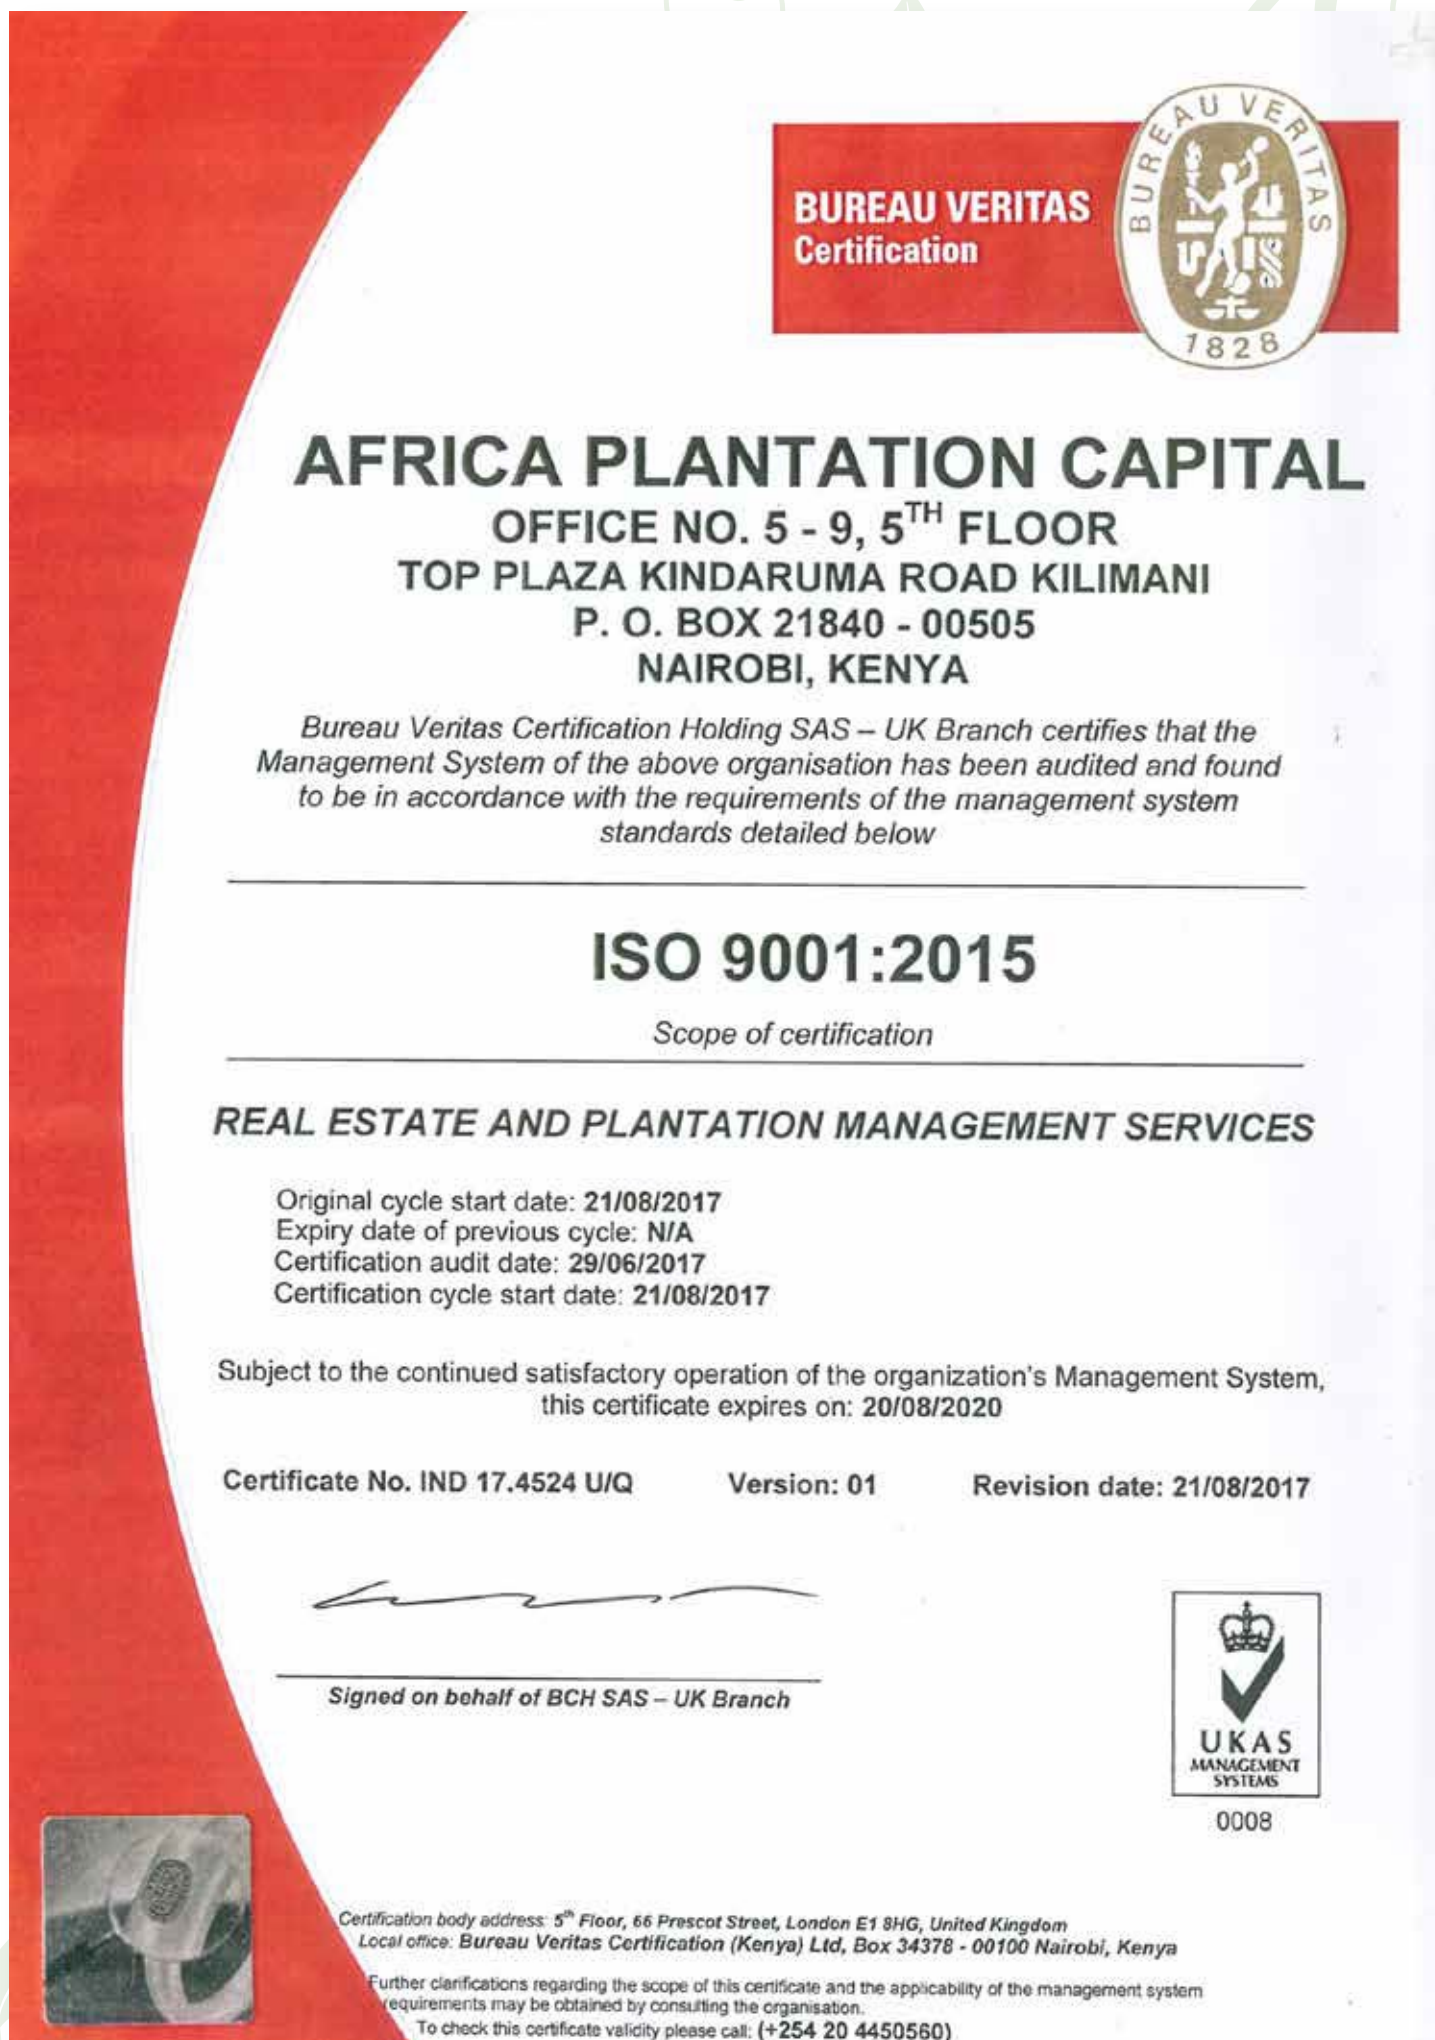 BUREAU VERITAS
Certification
BUREAU VERITAS
1828
AFRICA PLANTATION CAPITAL
OFFICE NO. 5 - 9, 5TH FLOOR
TOP PLAZA KINDARUMA ROAD KILIMANI
P. O. BOX 21840 - 00505
NAIROBI, KENYA
Bureau Veritas Certification Holding SAS – UK Branch certifies that the
Management System of the above organisation has been audited and found
to be in accordance with the requirements of the management system
standards detailed below
ISO 9001:2015
Scope of certification
REAL ESTATE AND PLANTATION MANAGEMENT SERVICES
Original cycle start date: 21/08/2017
Expiry date of previous cycle: N/A
Certification audit date: 29/06/2017
Certification cycle start date: 21/08/2017
Subject to the continued satisfactory operation of the organization's Management System,
this certificate expires on: 20/08/2020
Certificate No. IND 17.4524 U/Q Version: 01 Revision date: 21/08/2017
Signed on behalf of BCH SAS – UK Branch
UKAS
MANAGEMENT
SYSTEMS
0008
Certification body address: 5th Floor, 66 Prescot Street, London E1 8HG, United Kingdom
Local office: Bureau Veritas Certification (Kenya) Ltd, Box 34378 - 00100 Nairobi, Kenya
Further clarifications regarding the scope of this certificate and the applicability of the management system
requirements may be obtained by consulting the organisation.
To check this certificate validity please call: (+254 20 4450560)